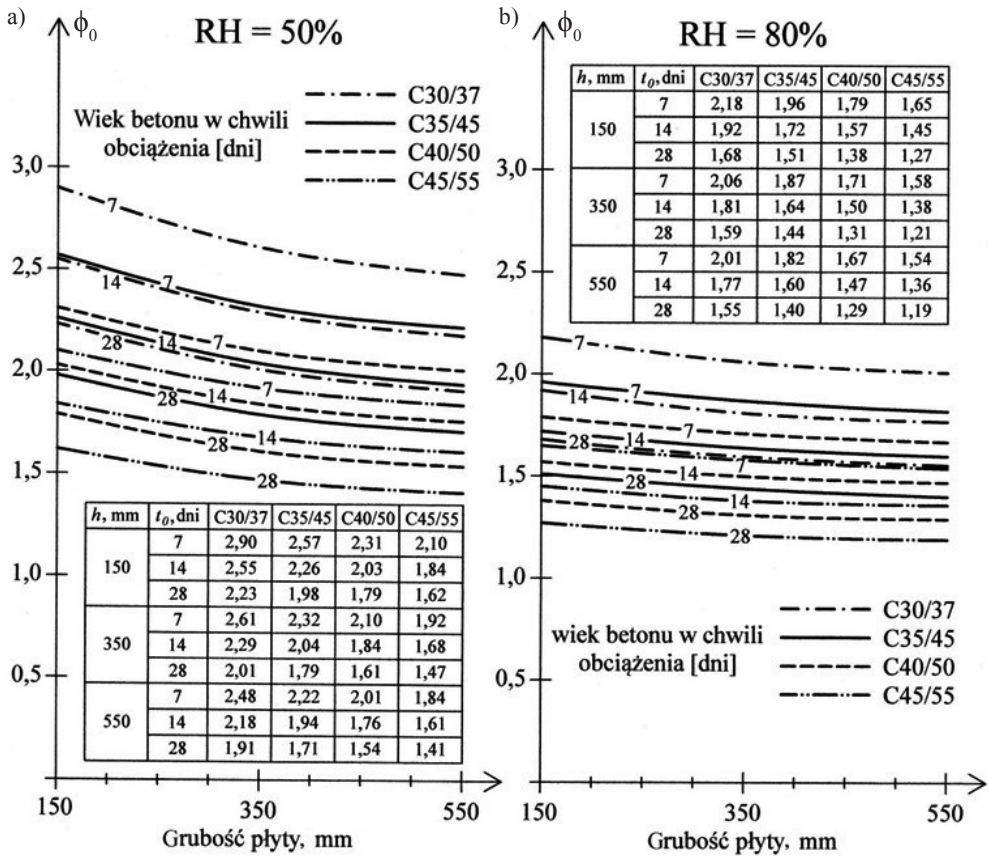 a)
ϕ₀
RH = 50%
C30/37
C35/45
C40/50
C45/55
Wiek betonu w chwili
obciążenia [dni]
3,0
2,5
2,0
1,5
1,0
0,5
7
7
14
7
14
28
7
14
28
14
28
28
h, mm t₀, dni C30/37 C35/45 C40/50 C45/55
150 7 2,90 2,57 2,31 2,10
14 2,55 2,26 2,03 1,84
28 2,23 1,98 1,79 1,62
350 7 2,61 2,32 2,10 1,92
14 2,29 2,04 1,84 1,68
28 2,01 1,79 1,61 1,47
550 7 2,48 2,22 2,01 1,84
14 2,18 1,94 1,76 1,61
28 1,91 1,71 1,54 1,41
150 350 550
Grubość płyty, mm
b)
ϕ₀
RH = 80%
h, mm t₀, dni C30/37 C35/45 C40/50 C45/55
150 7 2,18 1,96 1,79 1,65
14 1,92 1,72 1,57 1,45
28 1,68 1,51 1,38 1,27
350 7 2,06 1,87 1,71 1,58
14 1,81 1,64 1,50 1,38
28 1,59 1,44 1,31 1,21
550 7 2,01 1,82 1,67 1,54
14 1,77 1,60 1,47 1,36
28 1,55 1,40 1,29 1,19
3,0
2,5
2,0
1,5
1,0
0,5
7
7
14
7
14
28
7
14
28
14
28
28
C30/37
C35/45
C40/50
C45/55
wiek betonu w chwili
obciążenia [dni]
150 350 550
Grubość płyty, mm